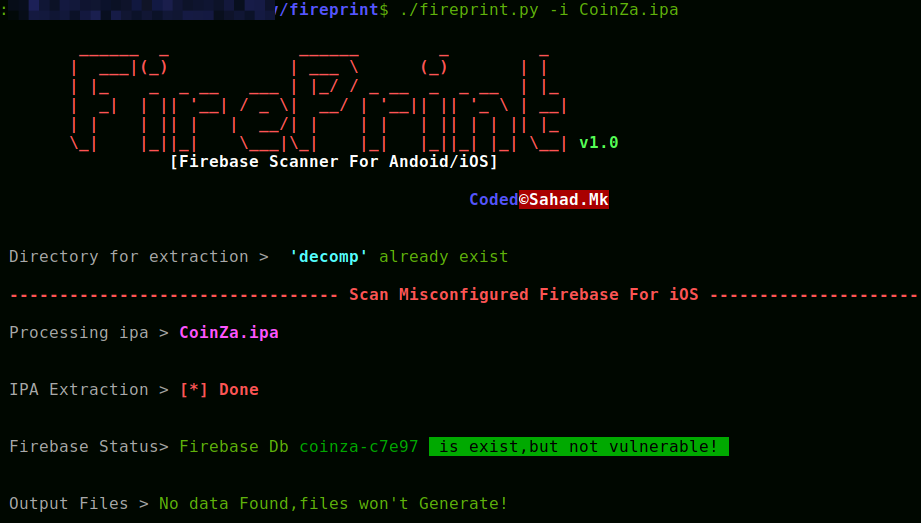 :/fireprint$ ./fireprint.py -i CoinZa.ipa
FirePrint v1.0
[Firebase Scanner For Andoid/iOS]
Coded©Sahad.Mk
Directory for extraction > 'decomp' already exist
--------------------------------- Scan Misconfigured Firebase For iOS ---------------------
Processing ipa > CoinZa.ipa
IPA Extraction > [*] Done
Firebase Status> Firebase Db coinza-c7e97 is exist,but not vulnerable!
Output Files > No data Found,files won't Generate!